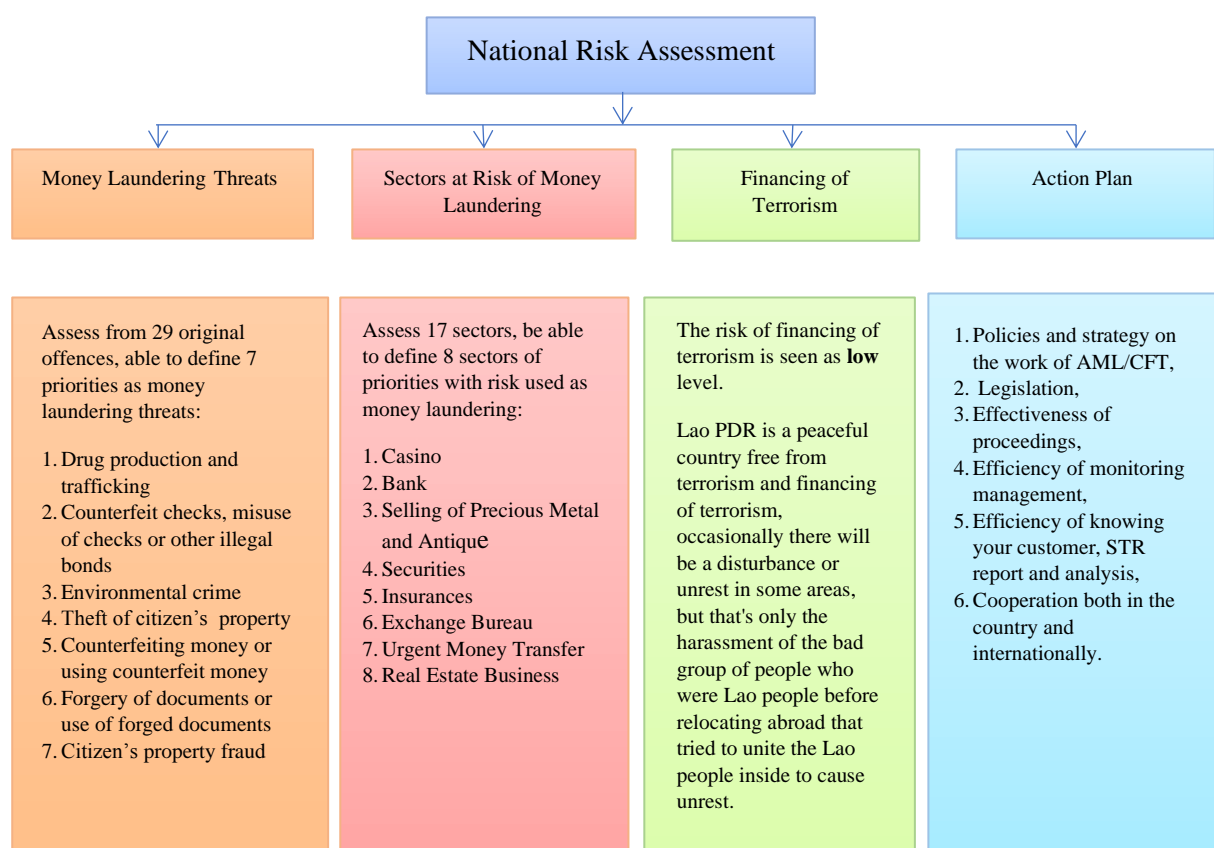 National Risk Assessment
Money Laundering Threats
Sectors at Risk of Money
Laundering
Financing of
Terrorism
Action Plan
Assess from 29 original
offences, able to define 7
priorities as money
laundering threats:
1. Drug production and
trafficking
2. Counterfeit checks, misuse
of checks or other illegal
bonds
3. Environmental crime
4. Theft of citizen's property
5. Counterfeiting money or
using counterfeit money
6. Forgery of documents or
use of forged documents
7. Citizen's property fraud
Assess 17 sectors, be able
to define 8 sectors of
priorities with risk used as
money laundering:
1. Casino
2. Bank
3. Selling of Precious Metal
and Antique
4. Securities
5. Insurances
6. Exchange Bureau
7. Urgent Money Transfer
8. Real Estate Business
The risk of financing of
terrorism is seen as low
level.
Lao PDR is a peaceful
country free from
terrorism and financing
of terrorism,
occasionally there will
be a disturbance or
unrest in some areas,
but that's only the
harassment of the bad
group of people who
were Lao people before
relocating abroad that
tried to unite the Lao
people inside to cause
unrest.
1. Policies and strategy on
the work of AML/CFT,
2. Legislation,
3. Effectiveness of
proceedings,
4. Efficiency of monitoring
management,
5. Efficiency of knowing
your customer, STR
report and analysis,
6. Cooperation both in the
country and
internationally.